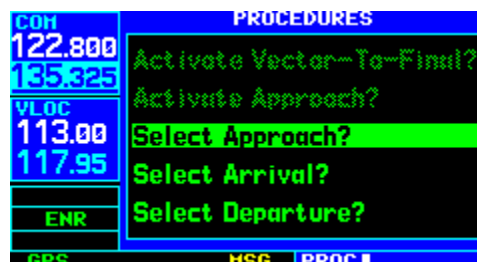 COM
122.800
135.325
VLOC
113.00
117.95
ENR
PROCEDURES
Activate Vector-To-Final?
Activate Approach?
Select Approach?
Select Arrival?
Select Departure?
GPS MSG PROC